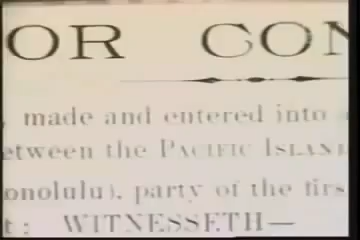 OR CON
, made and entered into a
etween the PACIFIC ISLAN
onolulu), party of the firs
t: WITNESSETH—